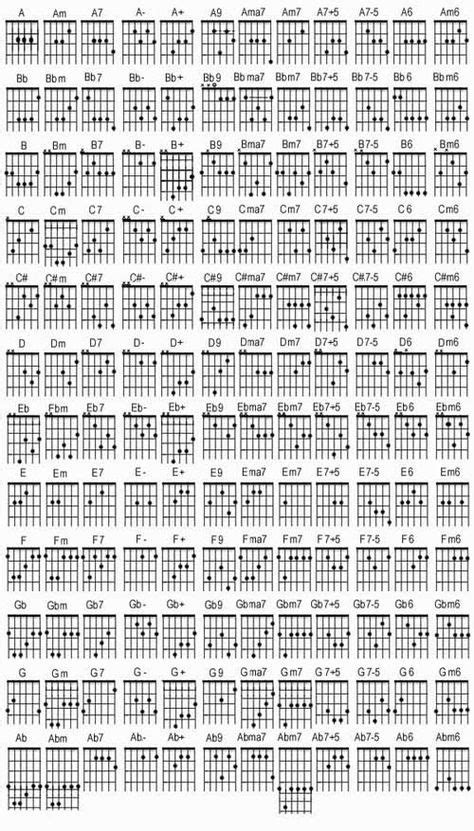 A Am A7 A- A+ A9 Ama7 Am7 A7+5 A7-5 A6 Am6
Bb Bbm Bb7 Bb- Bb+ Bb9 Bbma7 Bbm7 Bb7+5 Bb7-5 Bb6 Bbm6
B Bm B7 B- B+ B9 Bma7 Bm7 B7+5 B7-5 B6 Bm6
C Cm C7 C- C+ C9 Cma7 Cm7 C7+5 C7-5 C6 Cm6
C# C#m C#7 C#- C#+ C#9 C#ma7 C#m7 C#7+5 C#7-5 C#6 C#m6
D Dm D7 D- D+ D9 Dma7 Dm7 D7+5 D7-5 D6 Dm6
Eb Fbm Eb7 Eb- Eb+ Eb9 Ebma7 Ebm7 Eb7+5 Eb7-5 Eb6 Ebm6
E Em E7 E- E+ E9 Ema7 Em7 E7+5 E7-5 E6 Em6
F Fm F7 F- F+ F9 Fma7 Fm7 F7+5 F7-5 F6 Fm6
Gb Gbm Gb7 Gb- Gb+ Gb9 Gbma7 Gbm7 Gb7+5 Gb7-5 Gb6 Gbm6
G Gm G7 G- G+ G9 Gma7 Gm7 G7+5 G7-5 G6 Gm6
Ab Abm Ab7 Ab- Ab+ Ab9 Abma7 Abm7 Ab7+5 Ab7-5 Ab6 Abm6